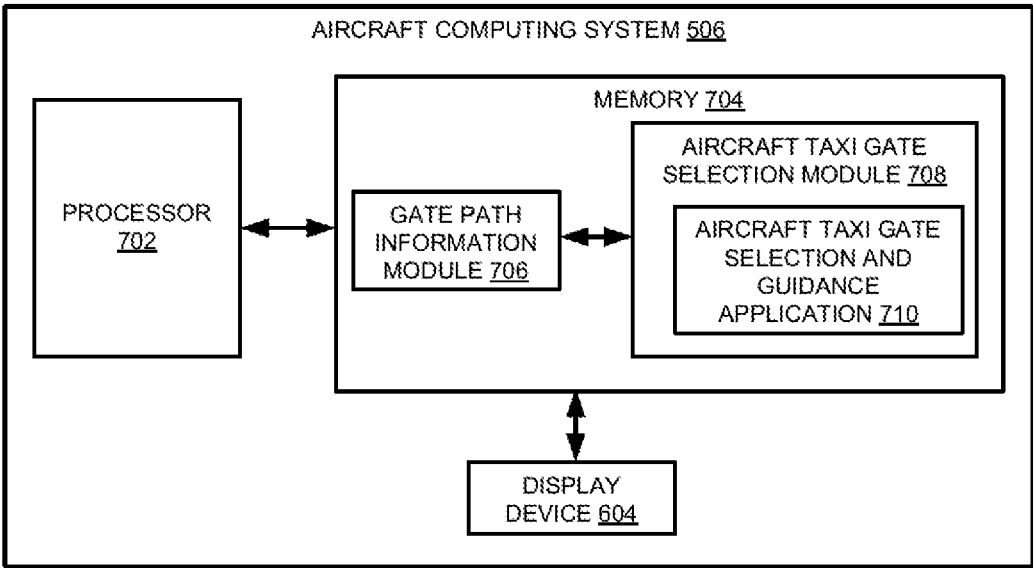 AIRCRAFT COMPUTING SYSTEM 506
MEMORY 704
PROCESSOR
702
GATE PATH
INFORMATION
MODULE 706
AIRCRAFT TAXI GATE
SELECTION MODULE 708
AIRCRAFT TAXI GATE
SELECTION AND
GUIDANCE
APPLICATION 710
DISPLAY
DEVICE 604